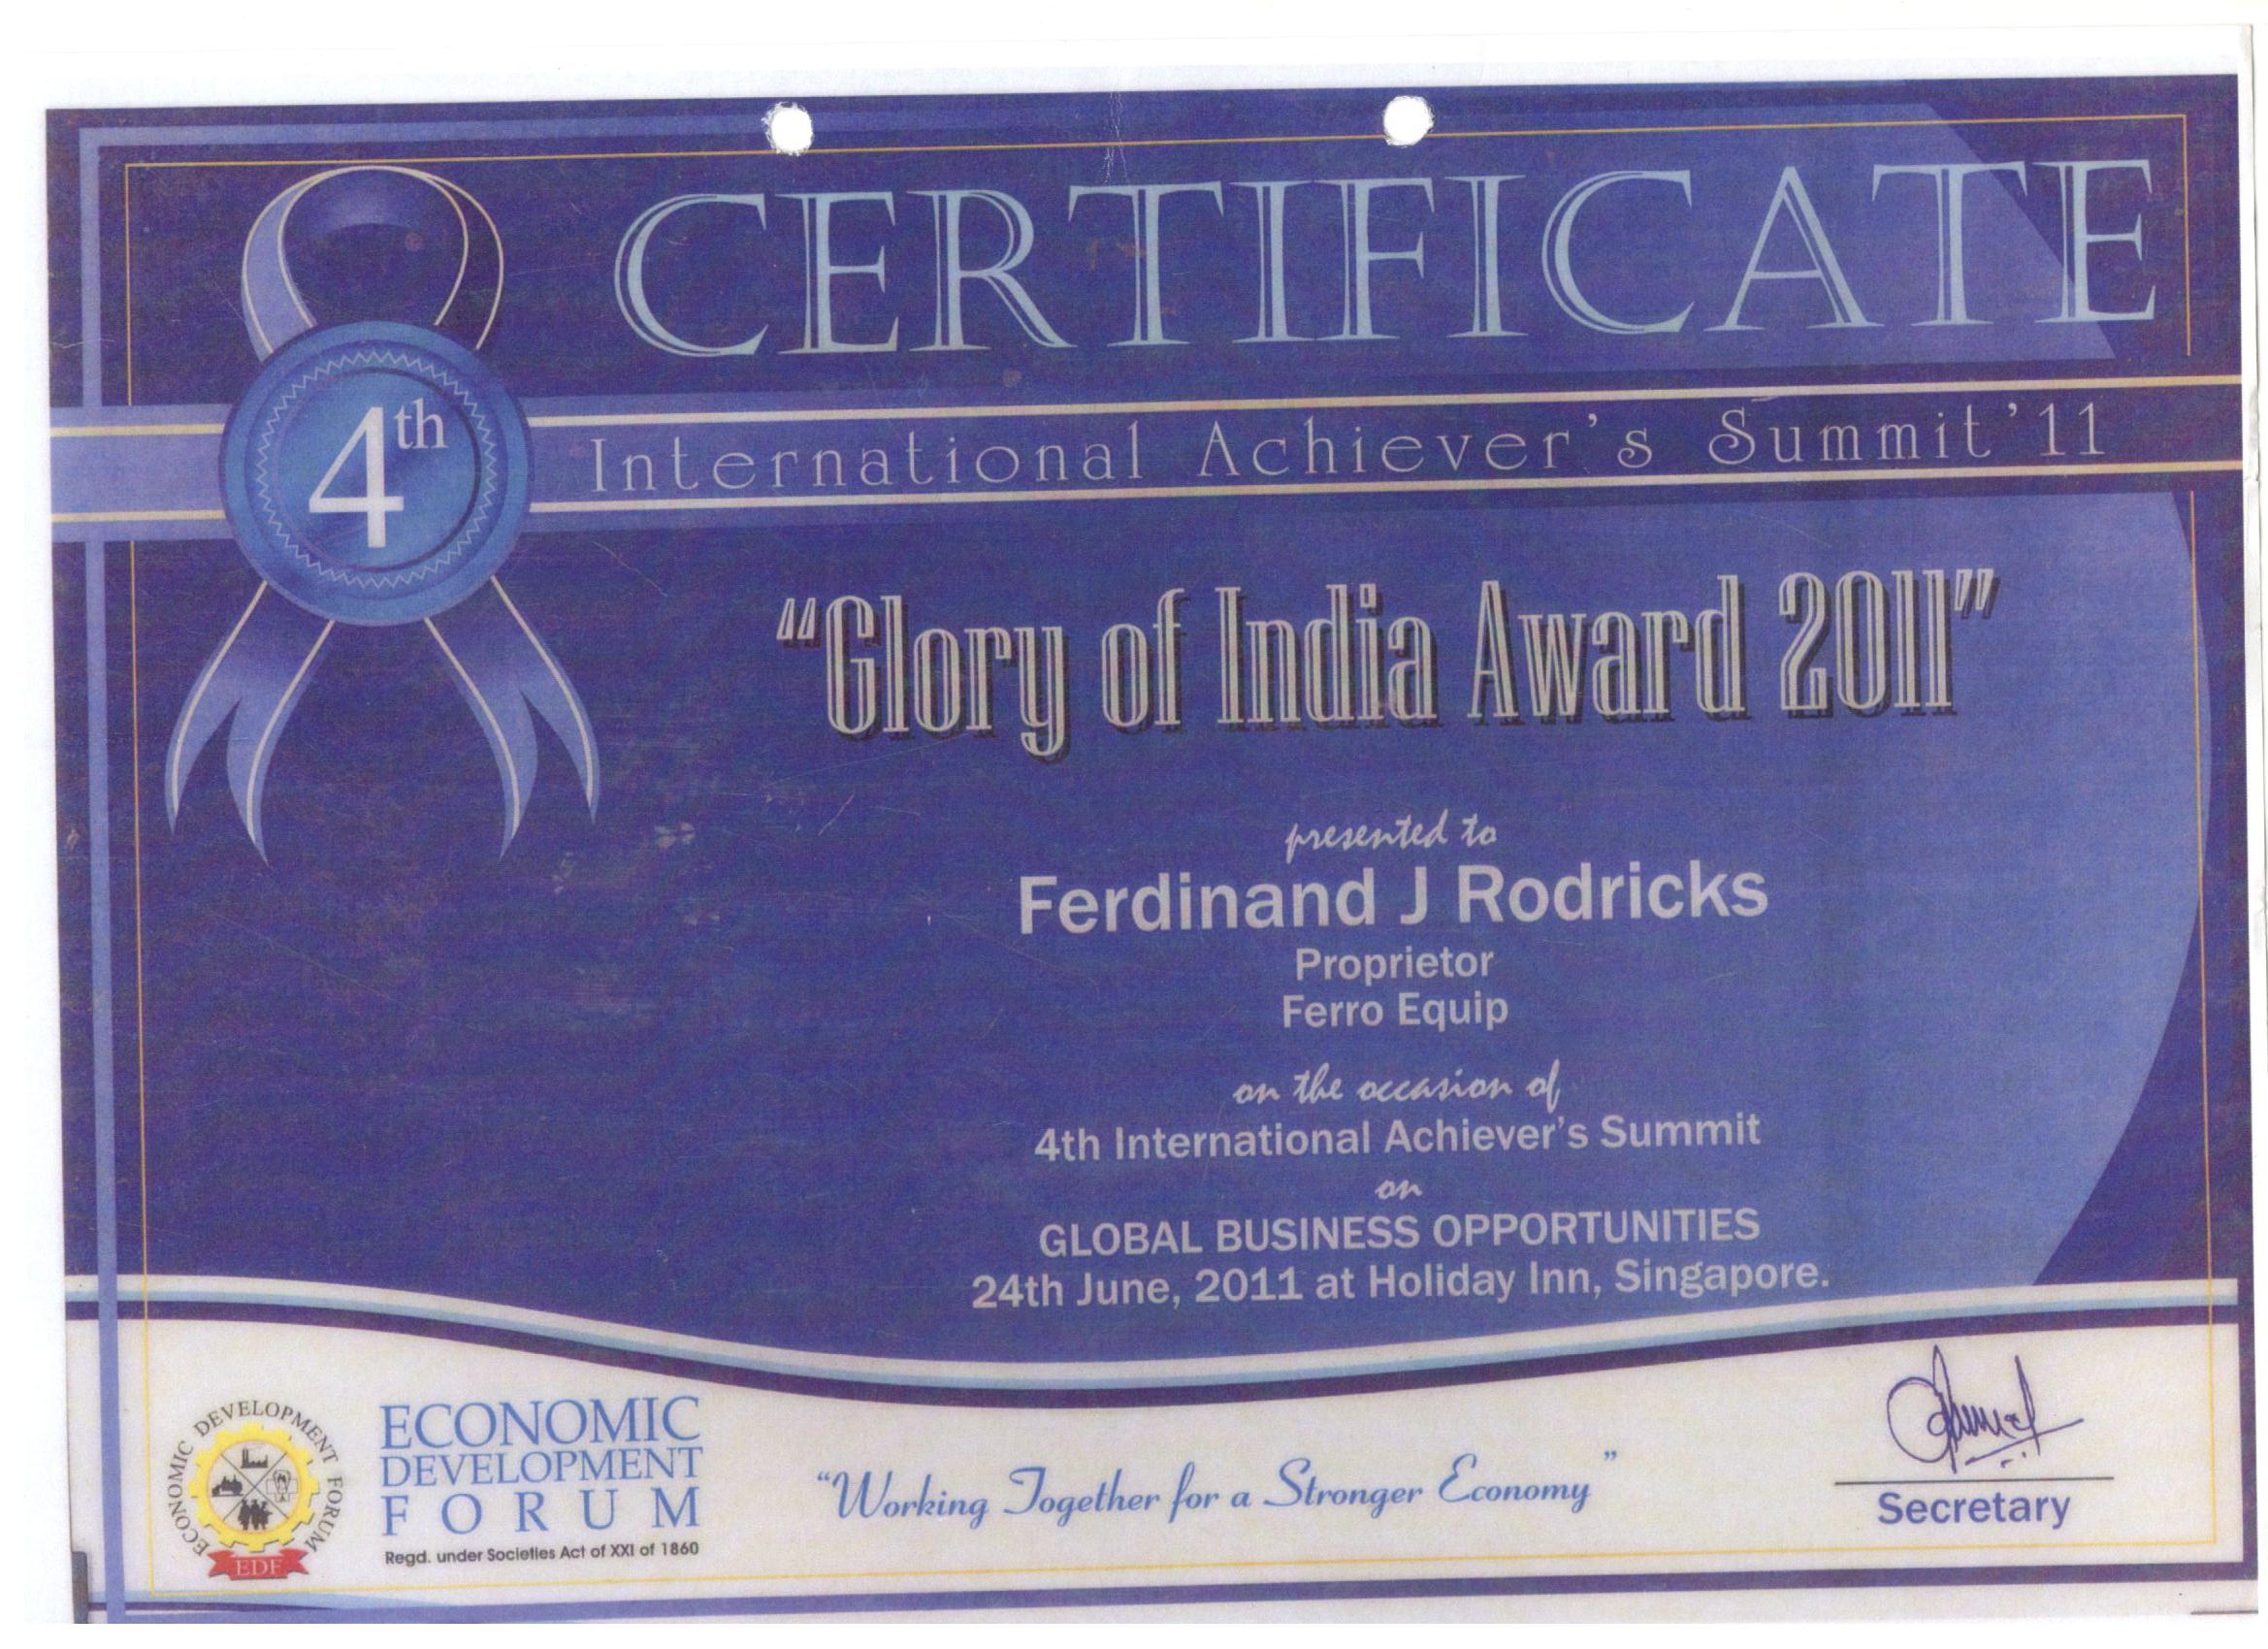 CERTIFICATE
4th
International Achiever's Summit '11
"Glory of India Award 2011"
presented to
Ferdinand J Rodricks
Proprietor
Ferro Equip
on the occasion of
4th International Achiever's Summit
on
GLOBAL BUSINESS OPPORTUNITIES
24th June, 2011 at Holiday Inn, Singapore.
ECONOMIC DEVELOPMENT FORUM
EDF
ECONOMIC
DEVELOPMENT
FORUM
Regd. under Societies Act of XXI of 1860
"Working Together for a Stronger Economy"
Secretary